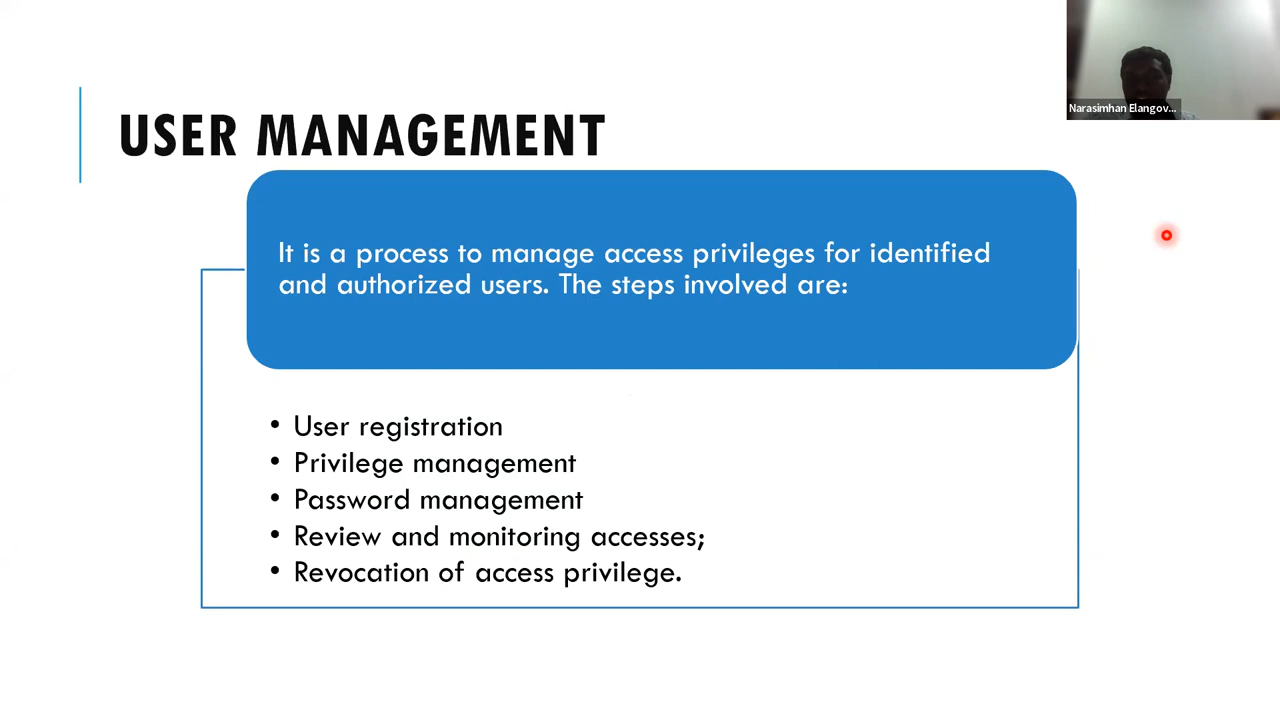 Narasimhan Elangov...
USER MANAGEMENT
It is a process to manage access privileges for identified
and authorized users. The steps involved are:
• User registration
• Privilege management
• Password management
• Review and monitoring accesses;
• Revocation of access privilege.